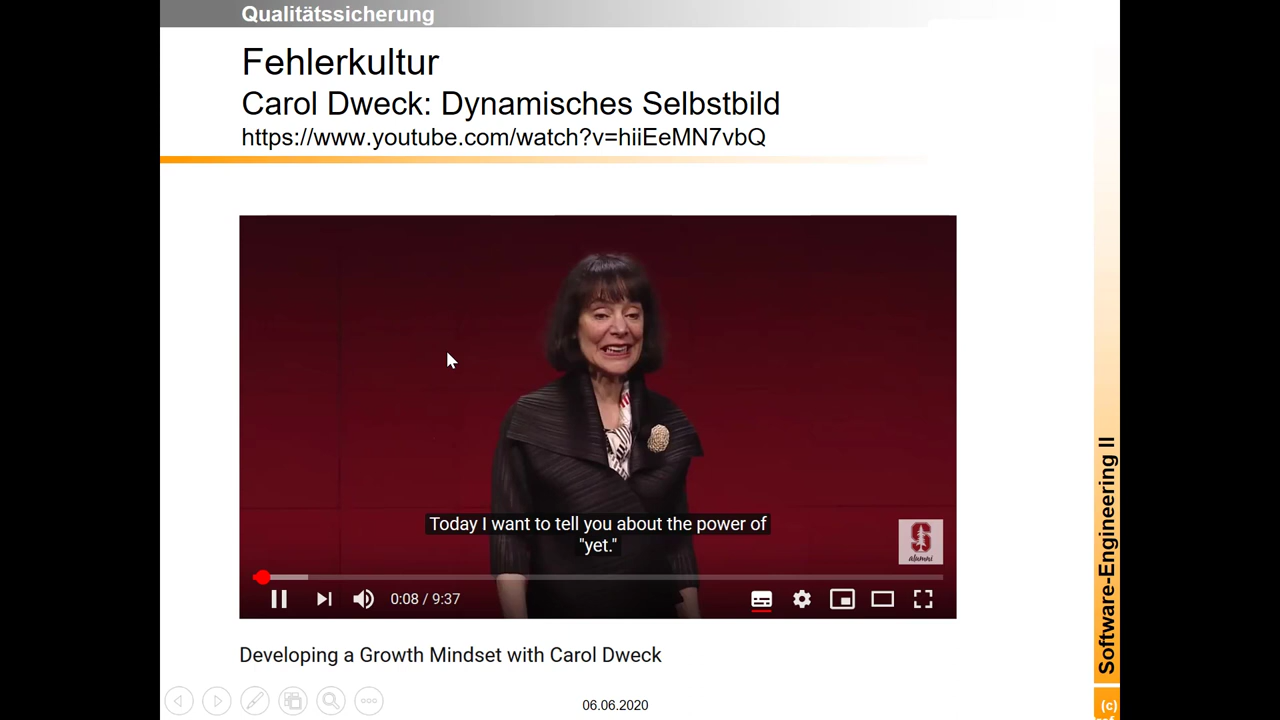 Qualitätssicherung
Fehlerkultur
Carol Dweck: Dynamisches Selbstbild
https://www.youtube.com/watch?v=hiiEeMN7vbQ
Today I want to tell you about the power of
"yet."
S
alumni
0:08 / 9:37
Developing a Growth Mindset with Carol Dweck
06.06.2020
Software-Engineering II
(c)